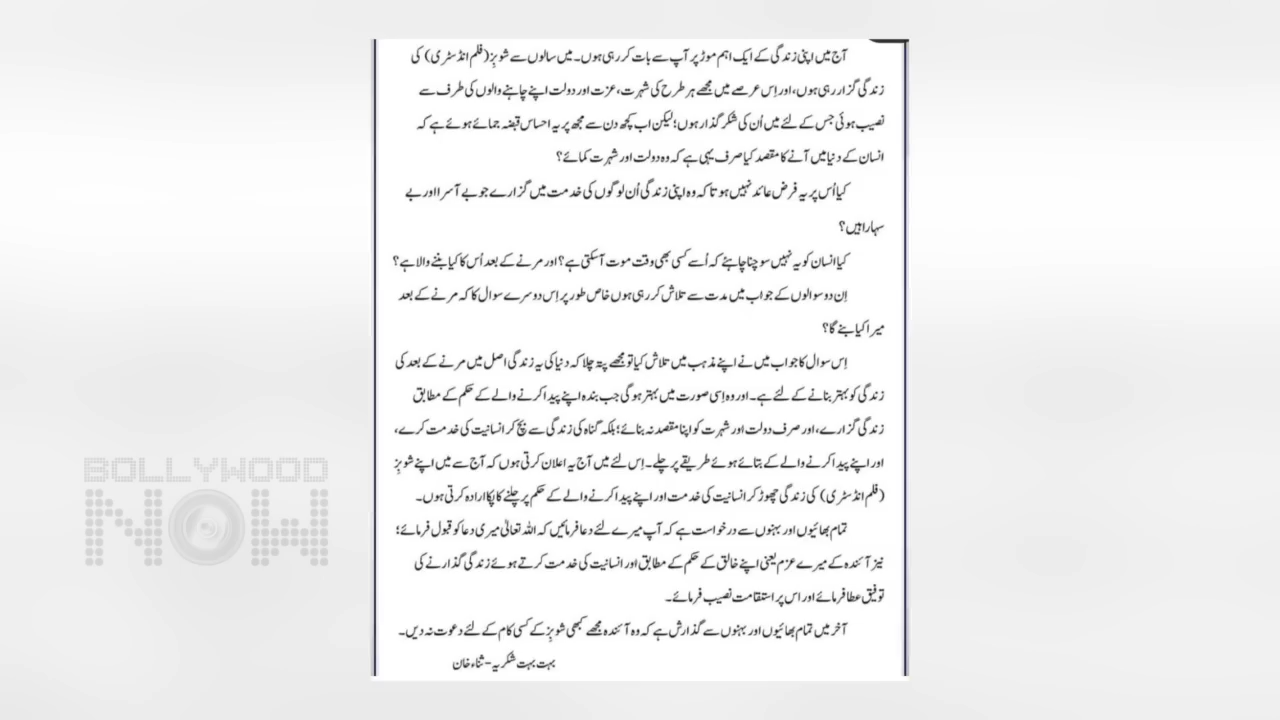 آج میں اپنی زندگی کے ایک اہم موڑ پر آپ سے بات کر رہی ہوں۔ میں سالوں سے شوبِز (فلم انڈسٹری) کی
زندگی گزار رہی ہوں، اور اِس عرصے میں مجھے ہر طرح کی شہرت، عزت اور دولت اپنے چاہنے والوں کی طرف سے
نصیب ہوئی جس کے لئے میں اُن کی شکر گذار ہوں؛ لیکن اب کچھ دن سے مجھ پر یہ احساس قبضہ جمائے ہوئے ہے کہ
انسان کے دنیا میں آنے کا مقصد کیا صرف یہی ہے کہ وہ دولت اور شہرت کمائے؟
کیا اُس پر یہ فرض عائد نہیں ہوتا کہ وہ اپنی زندگی اُن لوگوں کی خدمت میں گزارے جو بے آسرا اور بے
سہارا ہیں؟
کیا انسان کو یہ نہیں سوچنا چاہئے کہ اُسے کسی بھی وقت موت آسکتی ہے؟ اور مرنے کے بعد اُس کا کیا بننے والا ہے؟
اِن دو سوالوں کے جواب میں مدت سے تلاش کر رہی ہوں خاص طور پر اِس دوسرے سوال کا کہ مرنے کے بعد
میرا کیا بنے گا؟
اِس سوال کا جواب میں نے اپنے مذہب میں تلاش کیا تو مجھے پتہ چلا کہ دنیا کی یہ زندگی اصل میں مرنے کے بعد کی
زندگی کو بہتر بنانے کے لئے ہے۔ اور وہ اِسی صورت میں بہتر ہوگی جب بندہ اپنے پیدا کرنے والے کے حکم کے مطابق
زندگی گزارے، اور صرف دولت اور شہرت کو اپنا مقصد نہ بنائے؛ بلکہ گناہ کی زندگی سے بچ کر انسانیت کی خدمت کرے،
اور اپنے پیدا کرنے والے کے بتائے ہوئے طریقے پر چلے۔ اِس لئے میں آج یہ اعلان کرتی ہوں کہ آج سے میں اپنے شوبِز
(فلم انڈسٹری) کی زندگی چھوڑ کر انسانیت کی خدمت اور اپنے پیدا کرنے والے کے حکم پر چلنے کا پکا ارادہ کرتی ہوں۔
تمام بھائیوں اور بہنوں سے درخواست ہے کہ آپ میرے لئے دعا فرمائیں کہ اللہ تعالیٰ میری دعا کو قبول فرمائے؛
نیز آئندہ کے میرے عزم یعنی اپنے خالق کے حکم کے مطابق اور انسانیت کی خدمت کرتے ہوئے زندگی گذارنے کی
توفیق عطا فرمائے اور اس پر استقامت نصیب فرمائے۔
آخر میں تمام بھائیوں اور بہنوں سے گذارش ہے کہ وہ آئندہ مجھے کبھی شوبِز کے کسی کام کے لئے دعوت نہ دیں۔
بہت بہت شکریہ - ثناء خان
BOLLYWOOD
NOW